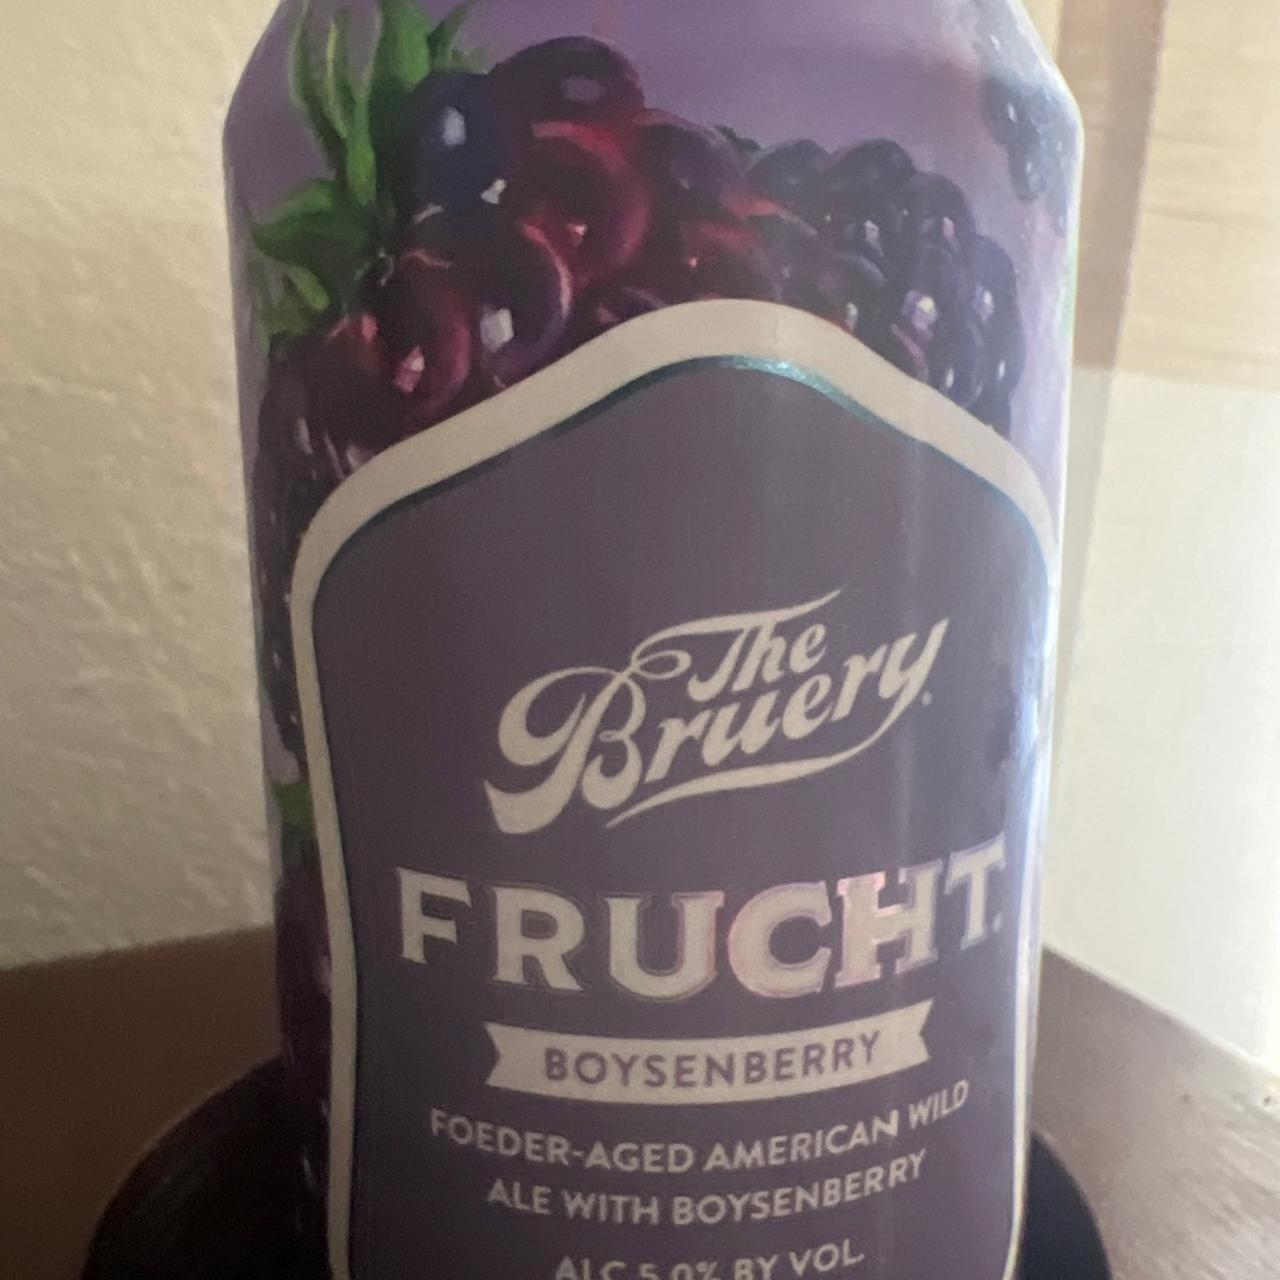 The
Bruery
FRUCHT
BOYSENBERRY
FOEDER-AGED AMERICAN WILD
ALE WITH BOYSENBERRY
ALC 5.0% BY VOL.